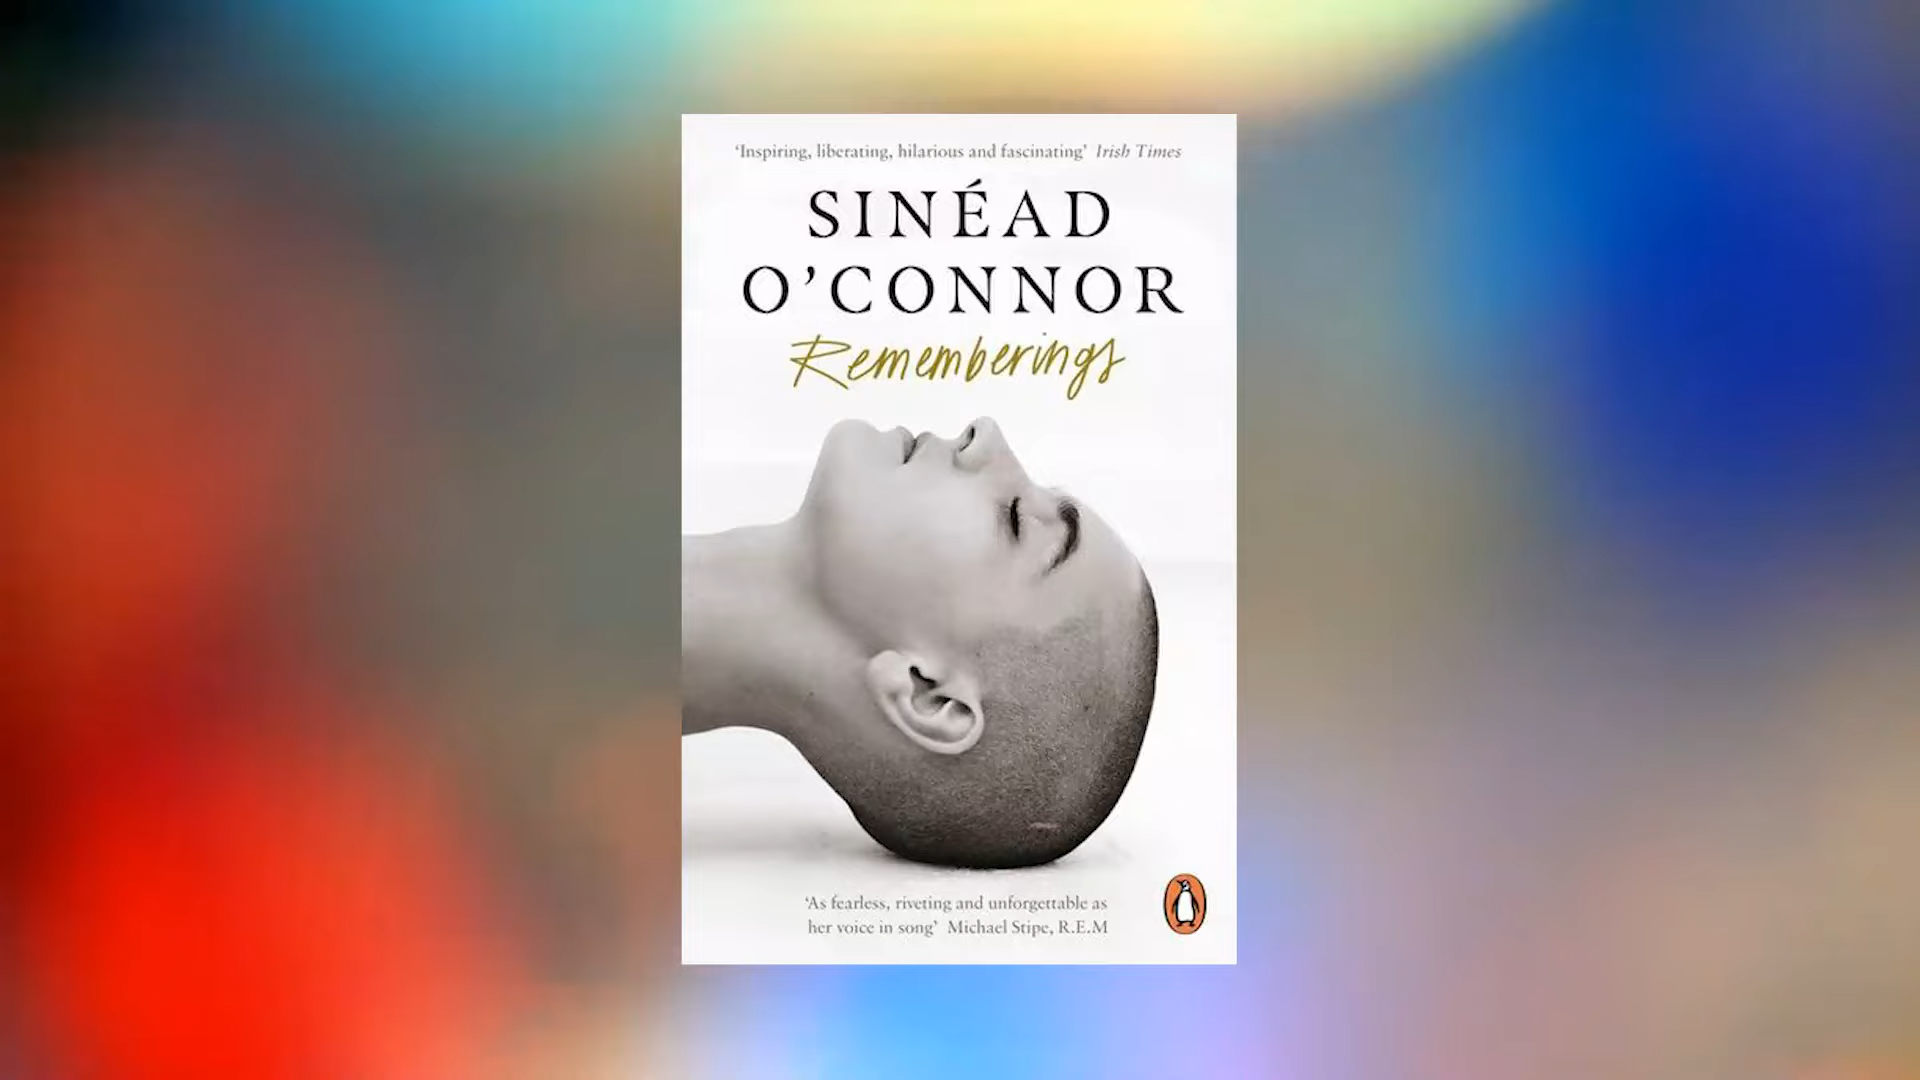 ‘Inspiring, liberating, hilarious and fascinating’ Irish Times
SINÉAD
O’CONNOR
Rememberings
‘As fearless, riveting and unforgettable as
her voice in song’ Michael Stipe, R.E.M